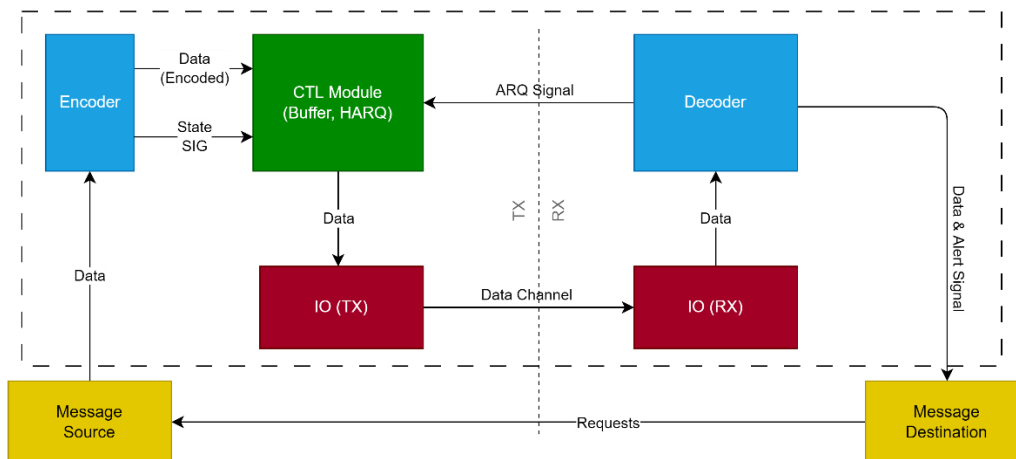 Data
(Encoded)
Encoder
State
SIG
CTL Module
(Buffer, HARQ)
ARQ Signal
Decoder
Data
TX
RX
Data
Data & Alert Signal
Data
IO (TX)
Data Channel
IO (RX)
Message
Source
Requests
Message
Destination